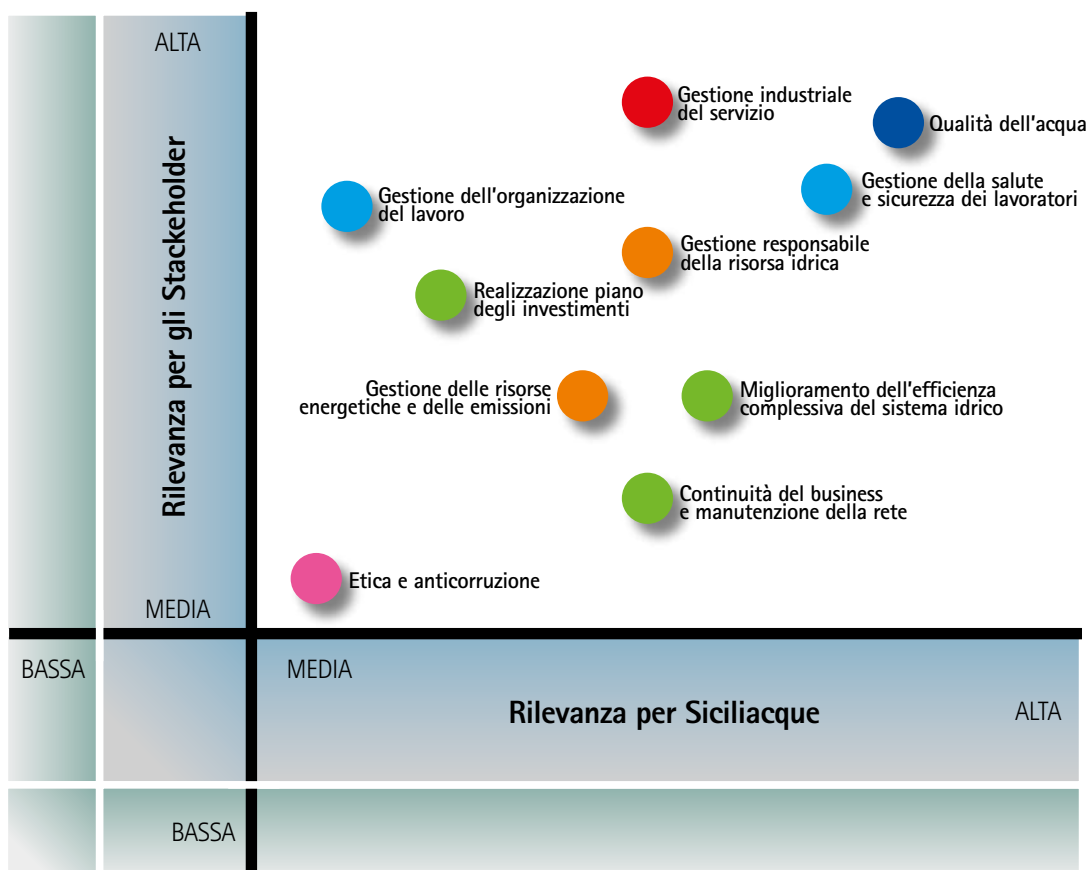 ALTA
Rilevanza per gli Stackeholder
MEDIA
BASSA
Gestione industriale
del servizio
Qualità dell'acqua
Gestione della salute
e sicurezza dei lavoratori
Gestione dell'organizzazione
del lavoro
Gestione responsabile
della risorsa idrica
Realizzazione piano
degli investimenti
Gestione delle risorse
energetiche e delle emissioni
Miglioramento dell'efficienza
complessiva del sistema idrico
Continuità del business
e manutenzione della rete
Etica e anticorruzione
MEDIA
Rilevanza per Siciliacque
ALTA
BASSA